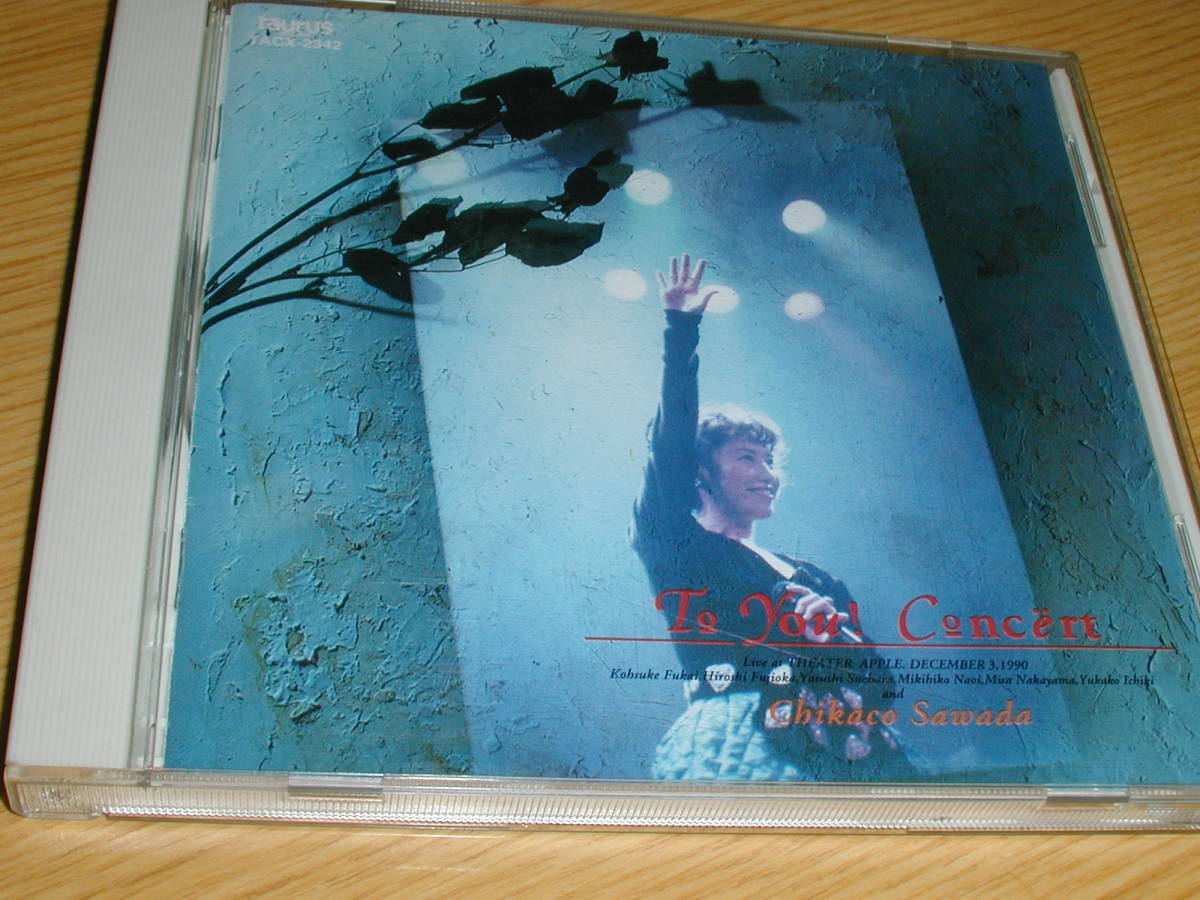 Taurus
TACX-2342
To You! Concërt
Live at THEATER APPLE. DECEMBER 3,1990
Kohsuke Fukai,Hiroshi Fujioka,Yasushi Suehara,Mikihiko Naoi,Misa Nakayama,Yukako Ichiki
and
Chikaco Sawada